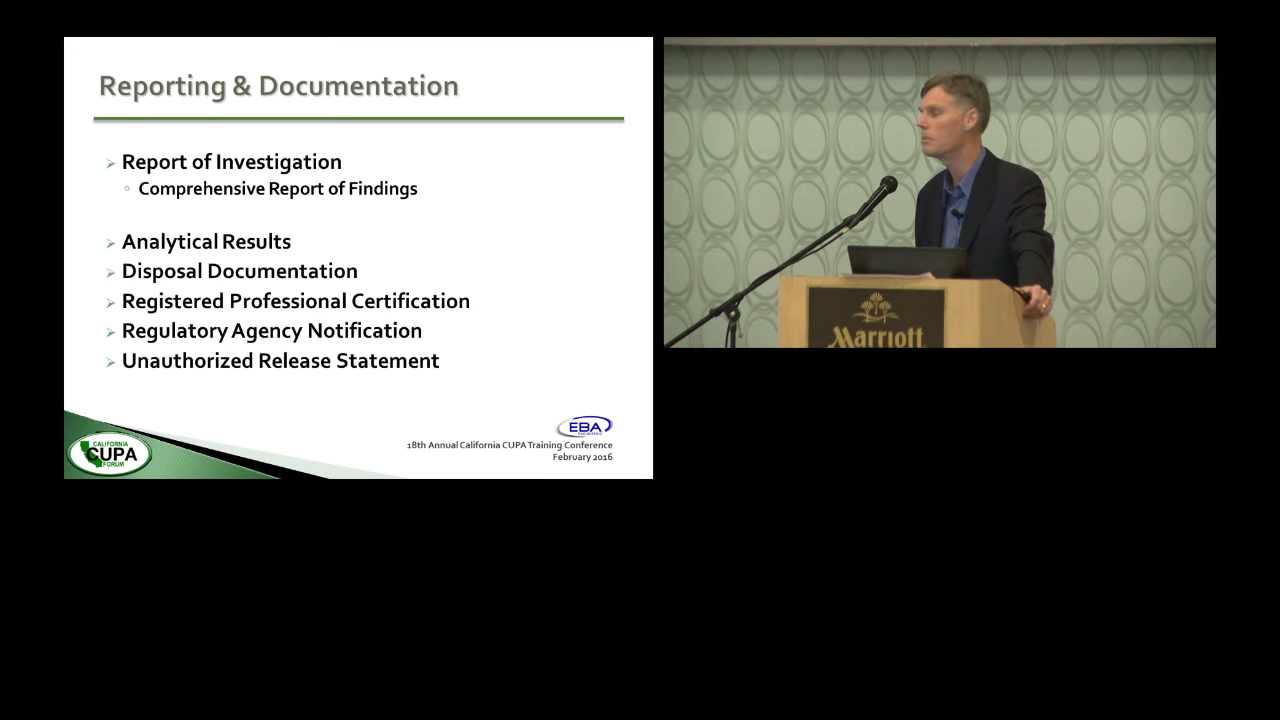 Reporting & Documentation
Report of Investigation
Comprehensive Report of Findings
Analytical Results
Disposal Documentation
Registered Professional Certification
Regulatory Agency Notification
Unauthorized Release Statement
EBA
ENGINEERING
18th Annual California CUPA Training Conference
February 2016
CALIFORNIA
CUPA
FORUM
Marriott